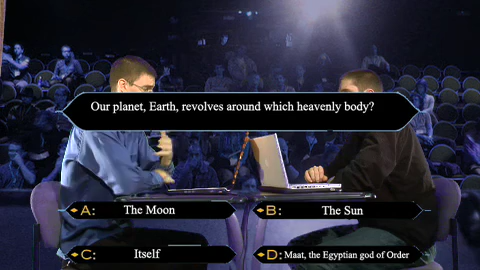 Our planet, Earth, revolves around which heavenly body?
A: The Moon
B: The Sun
C: Itself
D: Maat, the Egyptian god of Order